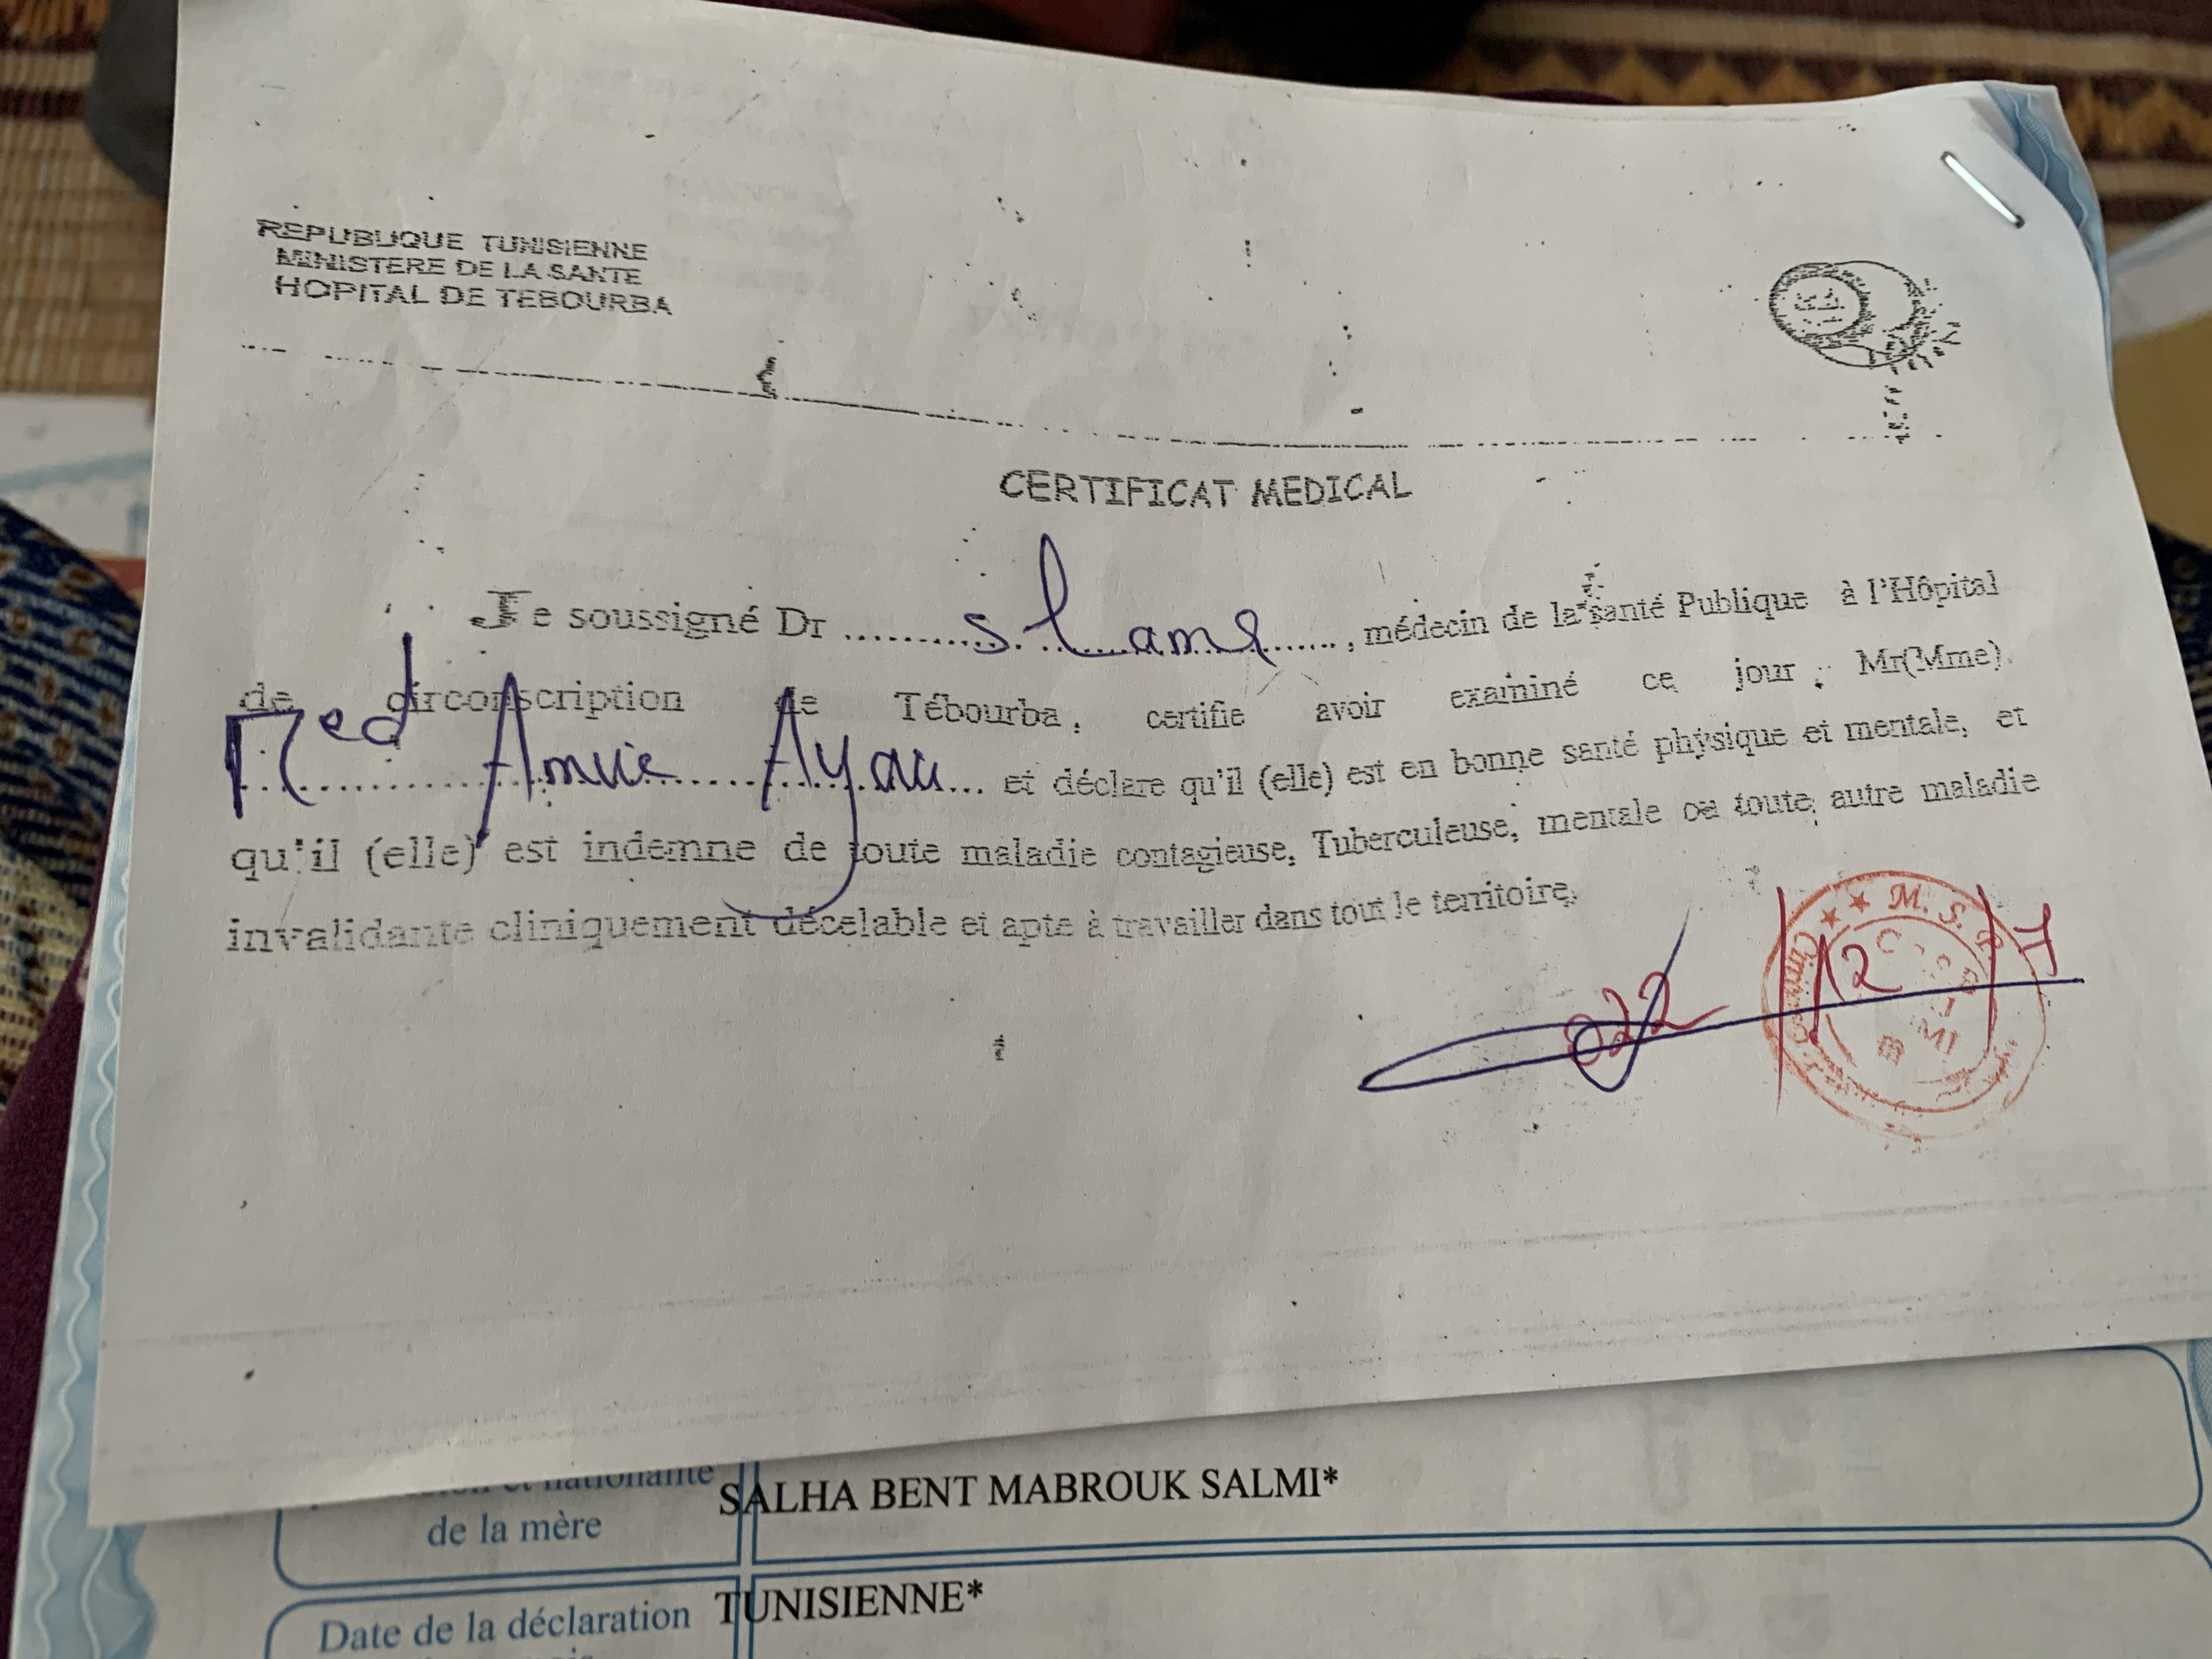 REPUBLIQUE TUNISIENNE
MINISTERE DE LA SANTE
HOPITAL DE TEBOURBA
CERTIFICAT MEDICAL
Je soussigné Dr ......... slama ......, médecin de la santé Publique à l'Hôpital
de circonscription de Tébourba, certifie avoir examiné ce jour : Mr(Mme).
Med Amine Ayari ... et déclare qu'il (elle) est en bonne santé physique et mentale, et
qu'il (elle) est indemne de toute maladie contagieuse, Tuberculeuse, mentale ou toute autre maladie
invalidante cliniquement décelable et apte à travailler dans tout le territoire.
M. S. P
12
022
et nationalité
de la mère
SALHA BENT MABROUK SALMI*
TUNISIENNE*
Date de la déclaration